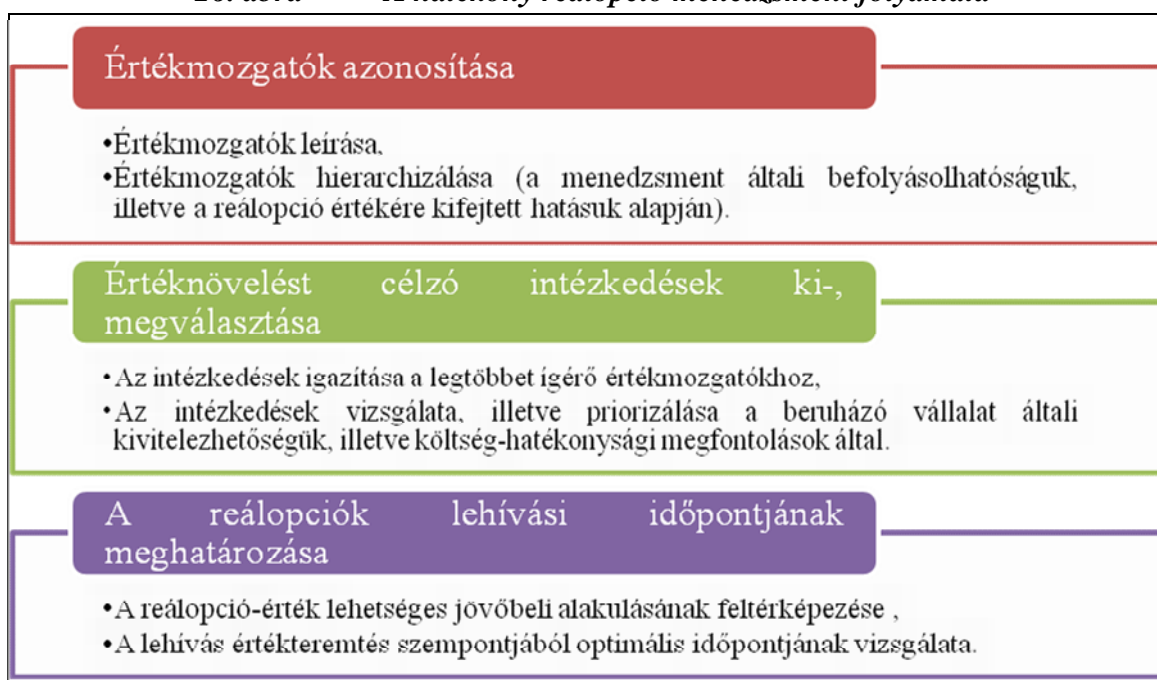 Értékmozgatók azonosítása
•Értékmozgatók leírása,
•Értékmozgatók hierarchizálása (a menedzsment általi befolyásolhatóságuk,
illetve a reálopció értékére kifejtett hatásuk alapján).
Értéknövelést célzó intézkedések ki-,
megválasztása
• Az intézkedések igazítása a legtöbbet ígérő értékmozgatókhoz,
• Az intézkedések vizsgálata, illetve priorizálása a beruházó vállalat általi
kivitelezhetőségük, illetve költség-hatékonysági megfontolások által.
A reálopciók lehívási időpontjának
meghatározása
•A reálopció-érték lehetséges jövőbeli alakulásának feltérképezése ,
•A lehívás értékteremtés szempontjából optimális időpontjának vizsgálata.